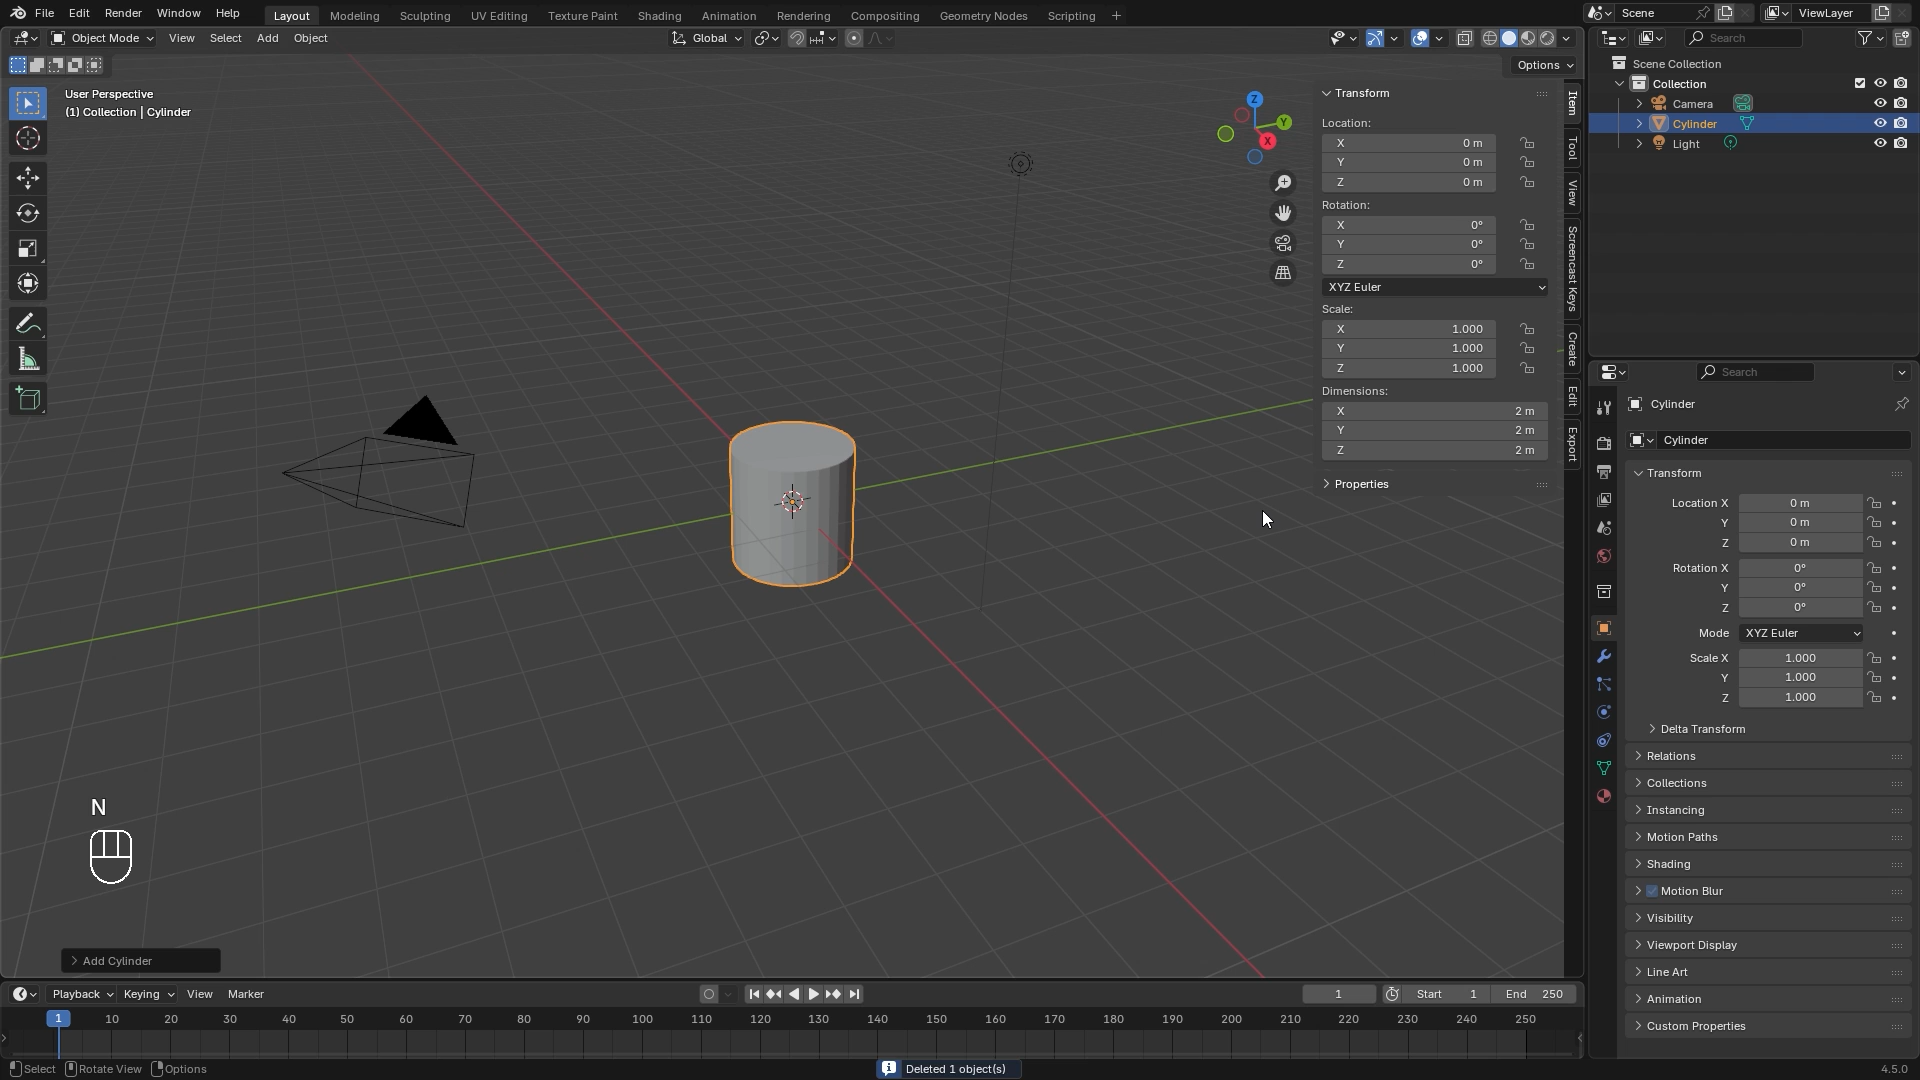 File Edit Render Window Help Layout Modeling Sculpting UV Editing Texture Paint Shading Animation Rendering Compositing Geometry Nodes Scripting + Scene ViewLayer
Object Mode View Select Add Object Global Search
Options
User Perspective
(1) Collection | Cylinder
Z
Y
X
Transform
Location:
X 0 m
Y 0 m
Z 0 m
Rotation:
X 0°
Y 0°
Z 0°
XYZ Euler
Scale:
X 1.000
Y 1.000
Z 1.000
Dimensions:
X 2 m
Y 2 m
Z 2 m
Properties
Item
Tool
View
Screencast Keys
Create
Edit
Export
Scene Collection
Collection
Camera
Cylinder
Light
Search
Cylinder
Cylinder
Transform
Location X 0 m
Y 0 m
Z 0 m
Rotation X 0°
Y 0°
Z 0°
Mode XYZ Euler
Scale X 1.000
Y 1.000
Z 1.000
Delta Transform
Relations
Collections
Instancing
Motion Paths
Shading
Motion Blur
Visibility
Viewport Display
Line Art
Animation
Custom Properties
N
Add Cylinder
Playback Keying View Marker 1 Start 1 End 250
1 10 20 30 40 50 60 70 80 90 100 110 120 130 140 150 160 170 180 190 200 210 220 230 240 250
Select Rotate View Options Deleted 1 object(s) 4.5.0